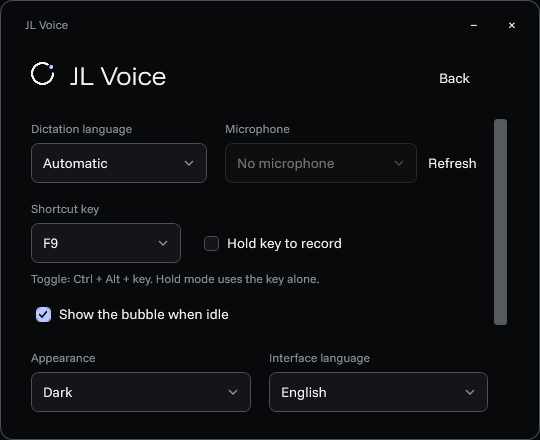 JL Voice
JL Voice
Back
Dictation language
Microphone
Automatic
No microphone
Refresh
Shortcut key
F9
Hold key to record
Toggle: Ctrl + Alt + key. Hold mode uses the key alone.
Show the bubble when idle
Appearance
Interface language
Dark
English